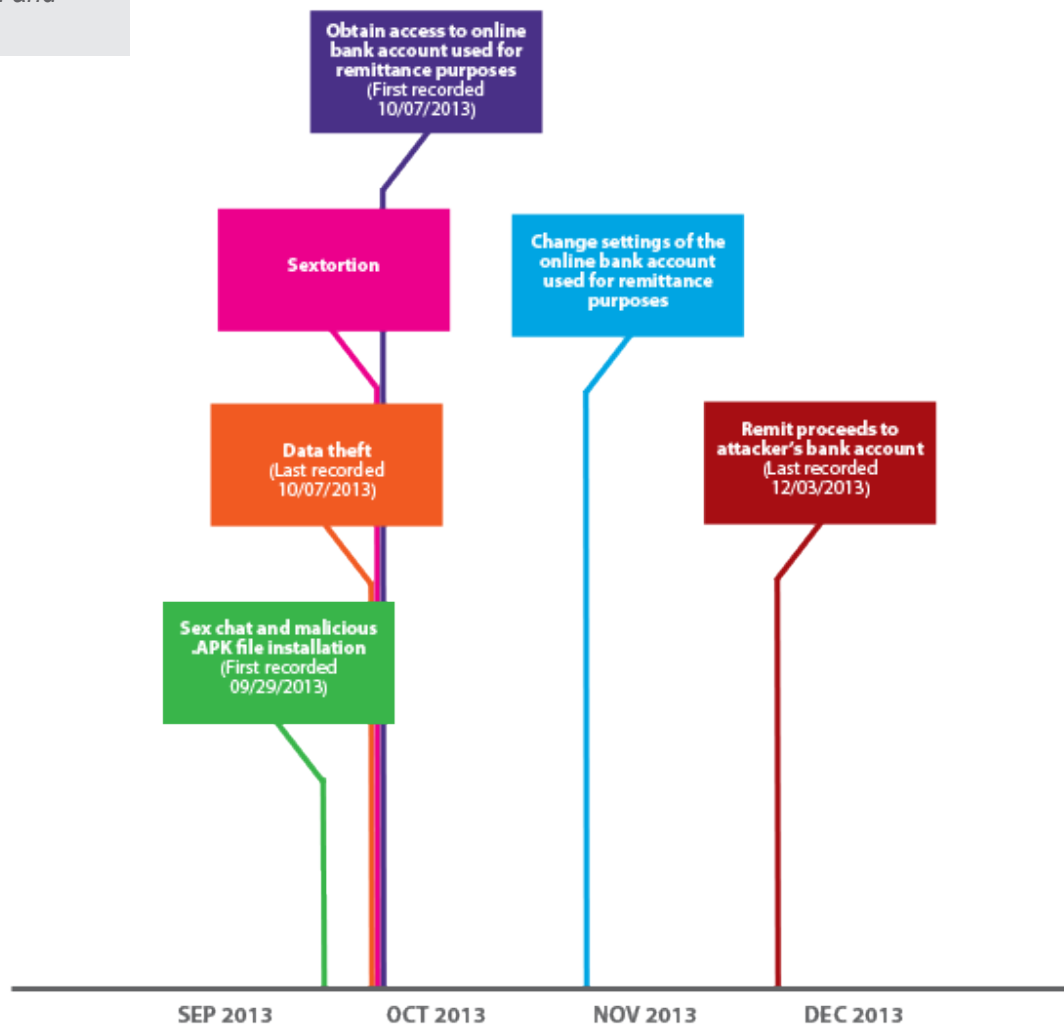 and
Obtain access to online
bank account used for
remittance purposes
(First recorded
10/07/2013)
Sextortion
Change settings of the
online bank account
used for remittance
purposes
Data theft
(Last recorded
10/07/2013)
Remit proceeds to
attacker's bank account
(Last recorded
12/03/2013)
Sex chat and malicious
.APK file installation
(First recorded
09/29/2013)
SEP 2013
OCT 2013
NOV 2013
DEC 2013